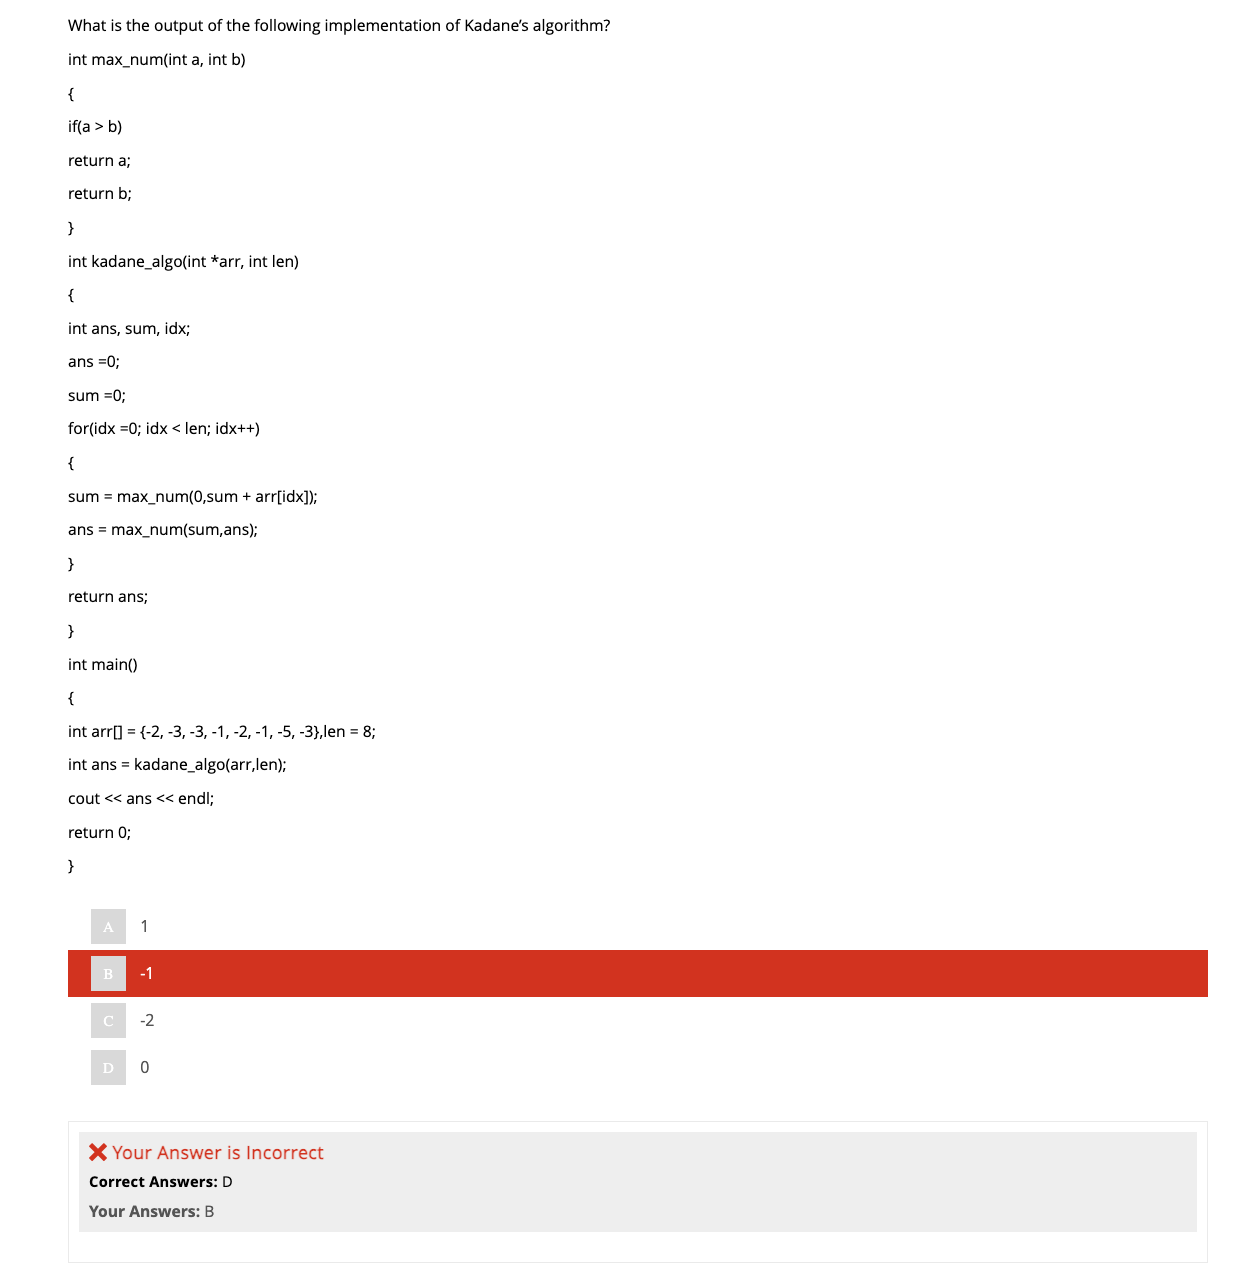 What is the output of the following implementation of Kadane’s algorithm?
int max_num(int a, int b)
{
if(a > b)
return a;
return b;
}
int kadane_algo(int *arr, int len)
{
int ans, sum, idx;
ans =0;
sum =0;
for(idx =0; idx < len; idx++)
{
sum = max_num(0,sum + arr[idx]);
ans = max_num(sum,ans);
}
return ans;
}
int main()
{
int arr[] = {-2, -3, -3, -1, -2, -1, -5, -3},len = 8;
int ans = kadane_algo(arr,len);
cout << ans << endl;
return 0;
}
A 1
B -1
C -2
D 0
Your Answer is Incorrect
Correct Answers: D
Your Answers: B